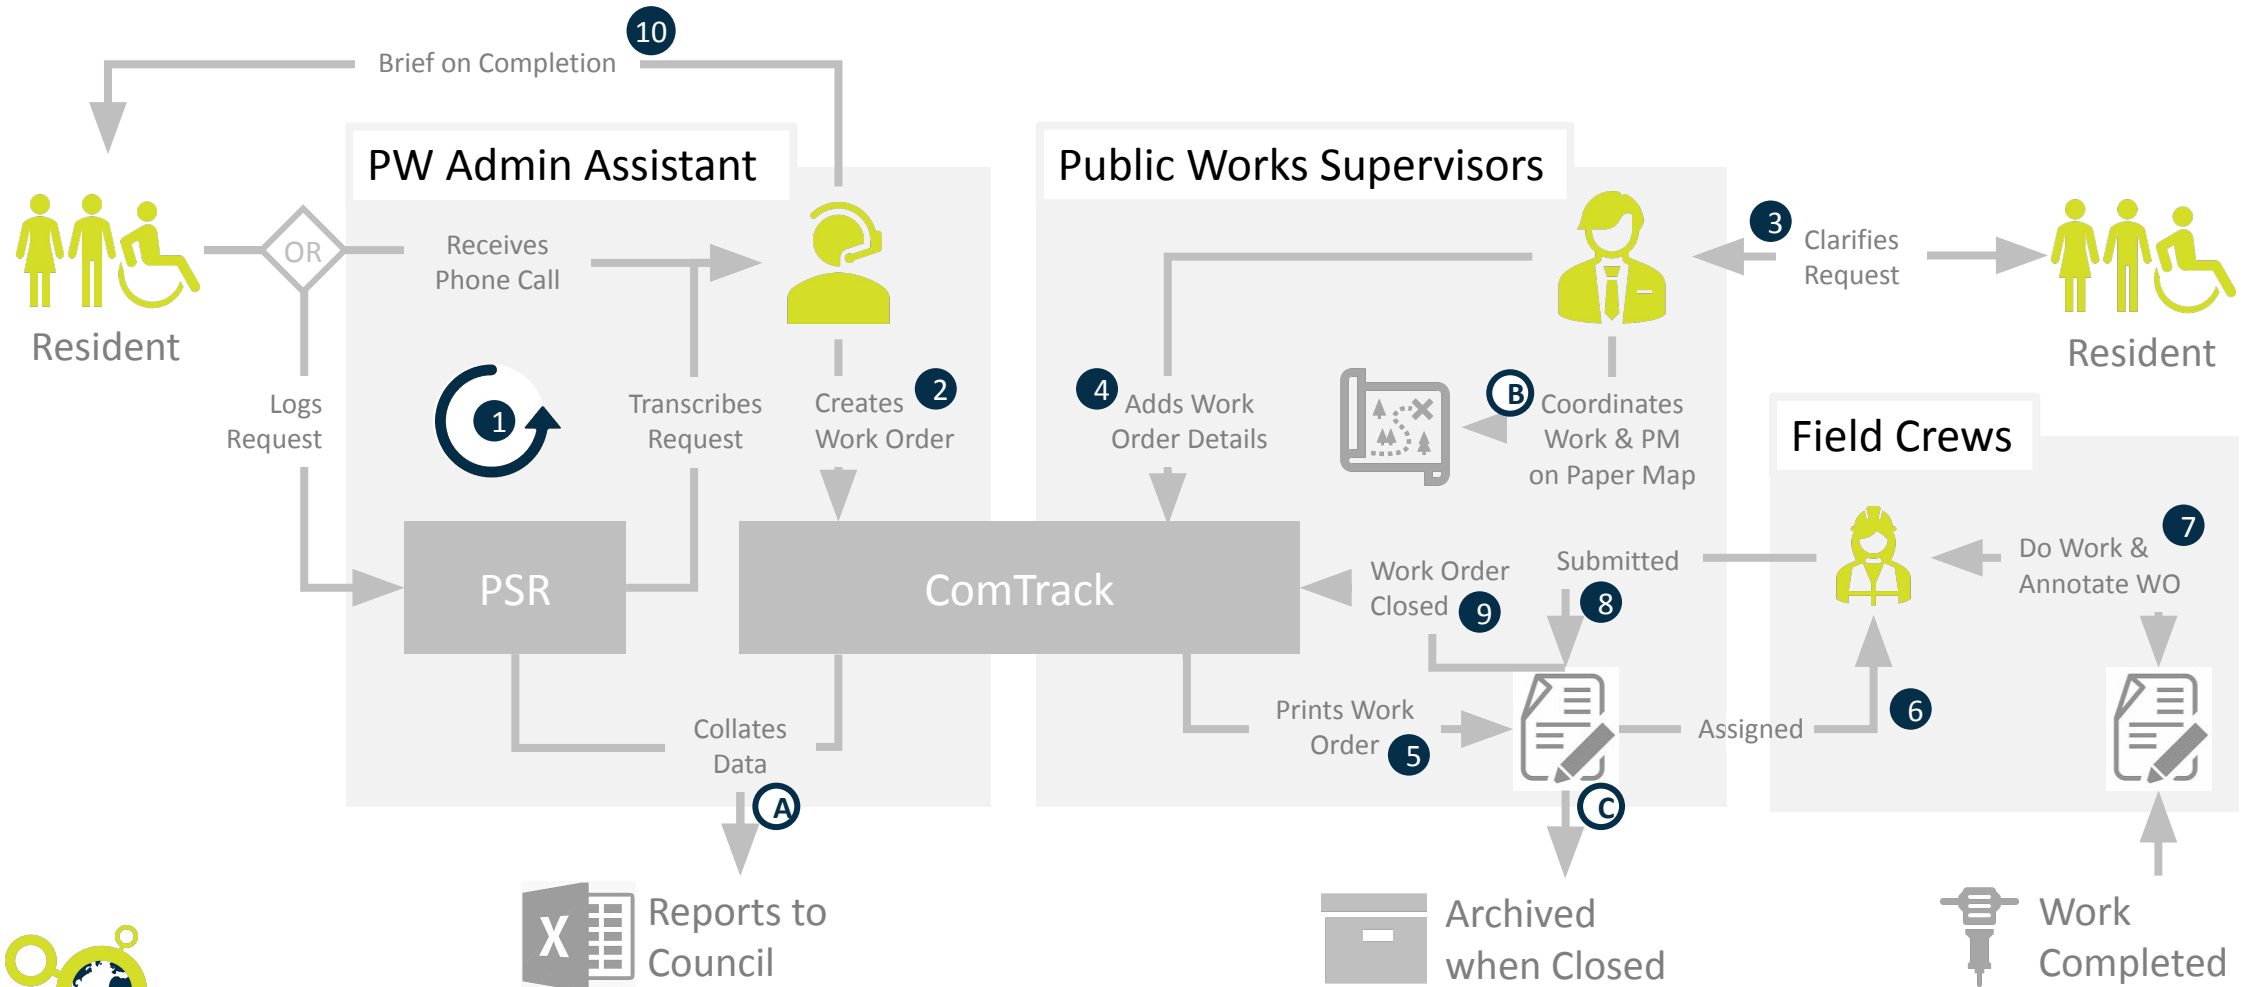 10
Brief on Completion
PW Admin Assistant
Public Works Supervisors
OR
Receives
Phone Call
3
Clarifies
Request
Resident
Resident
Logs
Request
1
Transcribes
Request
2
Creates
Work Order
4
Adds Work
Order Details
B
Coordinates
Work & PM
on Paper Map
Field Crews
7
Do Work &
Annotate WO
PSR
ComTrack
Work Order
Closed
9
Submitted
8
Collates
Data
A
Prints Work
Order
5
Assigned
6
C
X
Reports to
Council
Archived
when Closed
Work
Completed